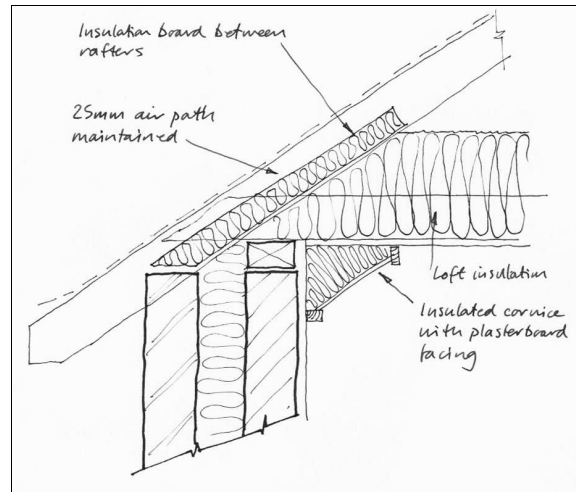 Insulation board between
rafters
25mm air path
maintained
Loft insulation
Insulated cornice
with plasterboard
facing